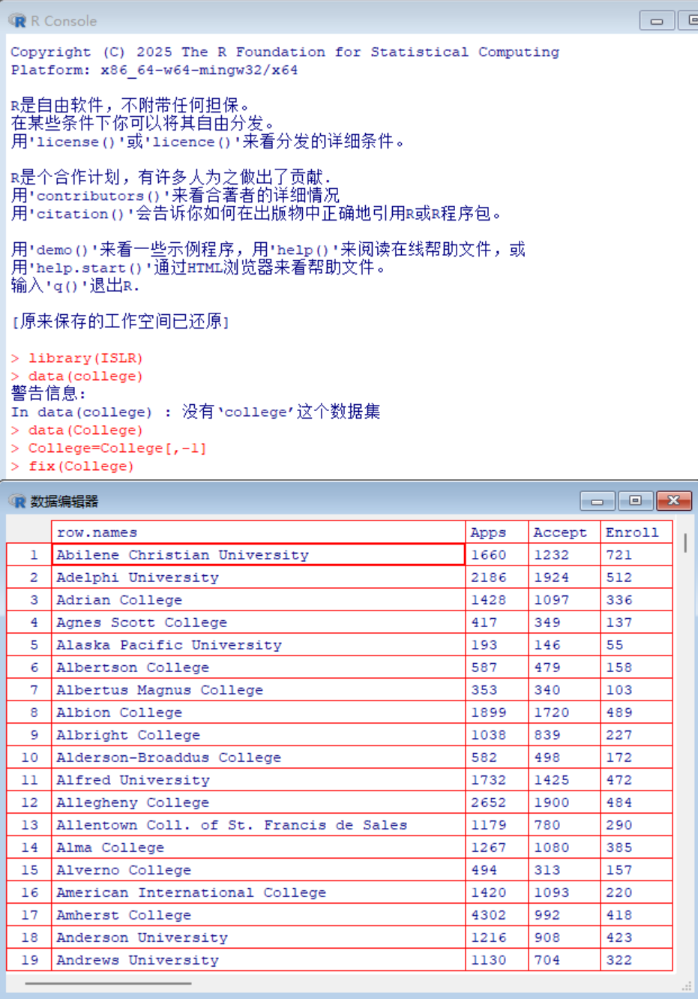 R Console
Copyright (C) 2025 The R Foundation for Statistical Computing
Platform: x86_64-w64-mingw32/x64
R是自由软件，不附带任何担保。
在某些条件下你可以将其自由分发。
用'license()'或'licence()'来看分发的详细条件。
R是个合作计划，有许多人为之做出了贡献.
用'contributors()'来看合著者的详细情况
用'citation()'会告诉你如何在出版物中正确地引用R或R程序包。
用'demo()'来看一些示例程序，用'help()'来阅读在线帮助文件，或
用'help.start()'通过HTML浏览器来看帮助文件。
输入'q()'退出R.
[原来保存的工作空间已还原]
> library(ISLR)
> data(college)
警告信息:
In data(college) : 没有‘college’这个数据集
> data(College)
> College=College[,-1]
> fix(College)
数据编辑器
row.names Apps Accept Enroll
1 Abilene Christian University 1660 1232 721
2 Adelphi University 2186 1924 512
3 Adrian College 1428 1097 336
4 Agnes Scott College 417 349 137
5 Alaska Pacific University 193 146 55
6 Albertson College 587 479 158
7 Albertus Magnus College 353 340 103
8 Albion College 1899 1720 489
9 Albright College 1038 839 227
10 Alderson-Broaddus College 582 498 172
11 Alfred University 1732 1425 472
12 Allegheny College 2652 1900 484
13 Allentown Coll. of St. Francis de Sales 1179 780 290
14 Alma College 1267 1080 385
15 Alverno College 494 313 157
16 American International College 1420 1093 220
17 Amherst College 4302 992 418
18 Anderson University 1216 908 423
19 Andrews University 1130 704 322